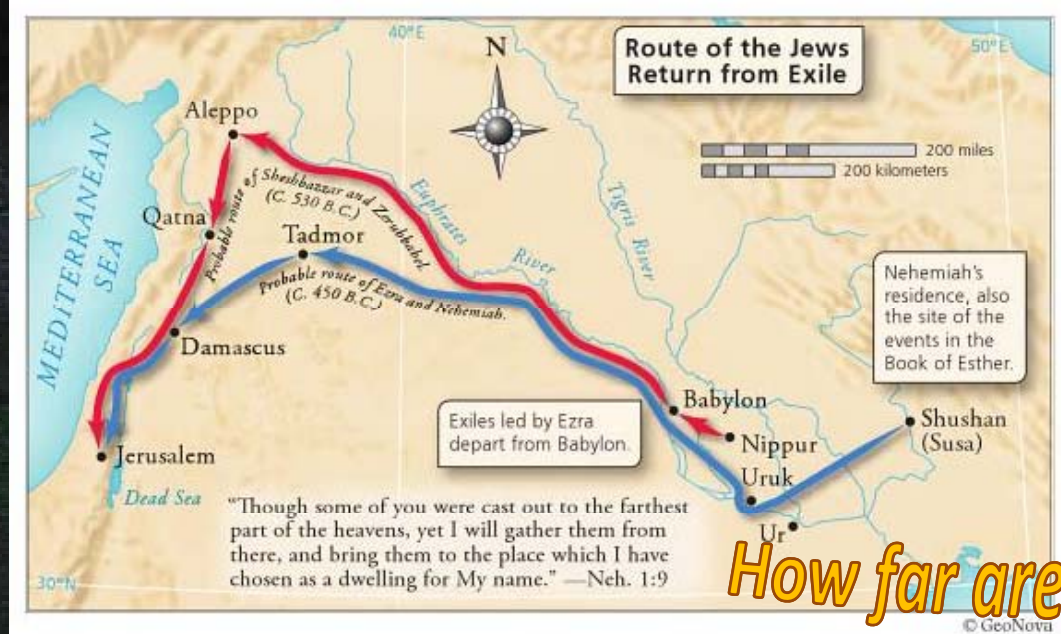 Route of the Jews
Return from Exile
40°E
50°E
N
200 miles
200 kilometers
Aleppo
Qatna
Tadmor
Damascus
Jerusalem
Dead Sea
MEDITERRANEAN
SEA
Probable route of Sheshbazzar and Zerubbabel
(C. 530 B.C.)
Probable route of Ezra and Nehemiah.
(C. 450 B.C.)
Euphrates
River
Tigris River
Nehemiah's
residence, also
the site of the
events in the
Book of Esther.
Babylon
Nippur
Uruk
Ur
Shushan
(Susa)
Exiles led by Ezra
depart from Babylon.
"Though some of you were cast out to the farthest
part of the heavens, yet I will gather them from
there, and bring them to the place which I have
chosen as a dwelling for My name." —Neh. 1:9
30°N
How far are
© GeoNova